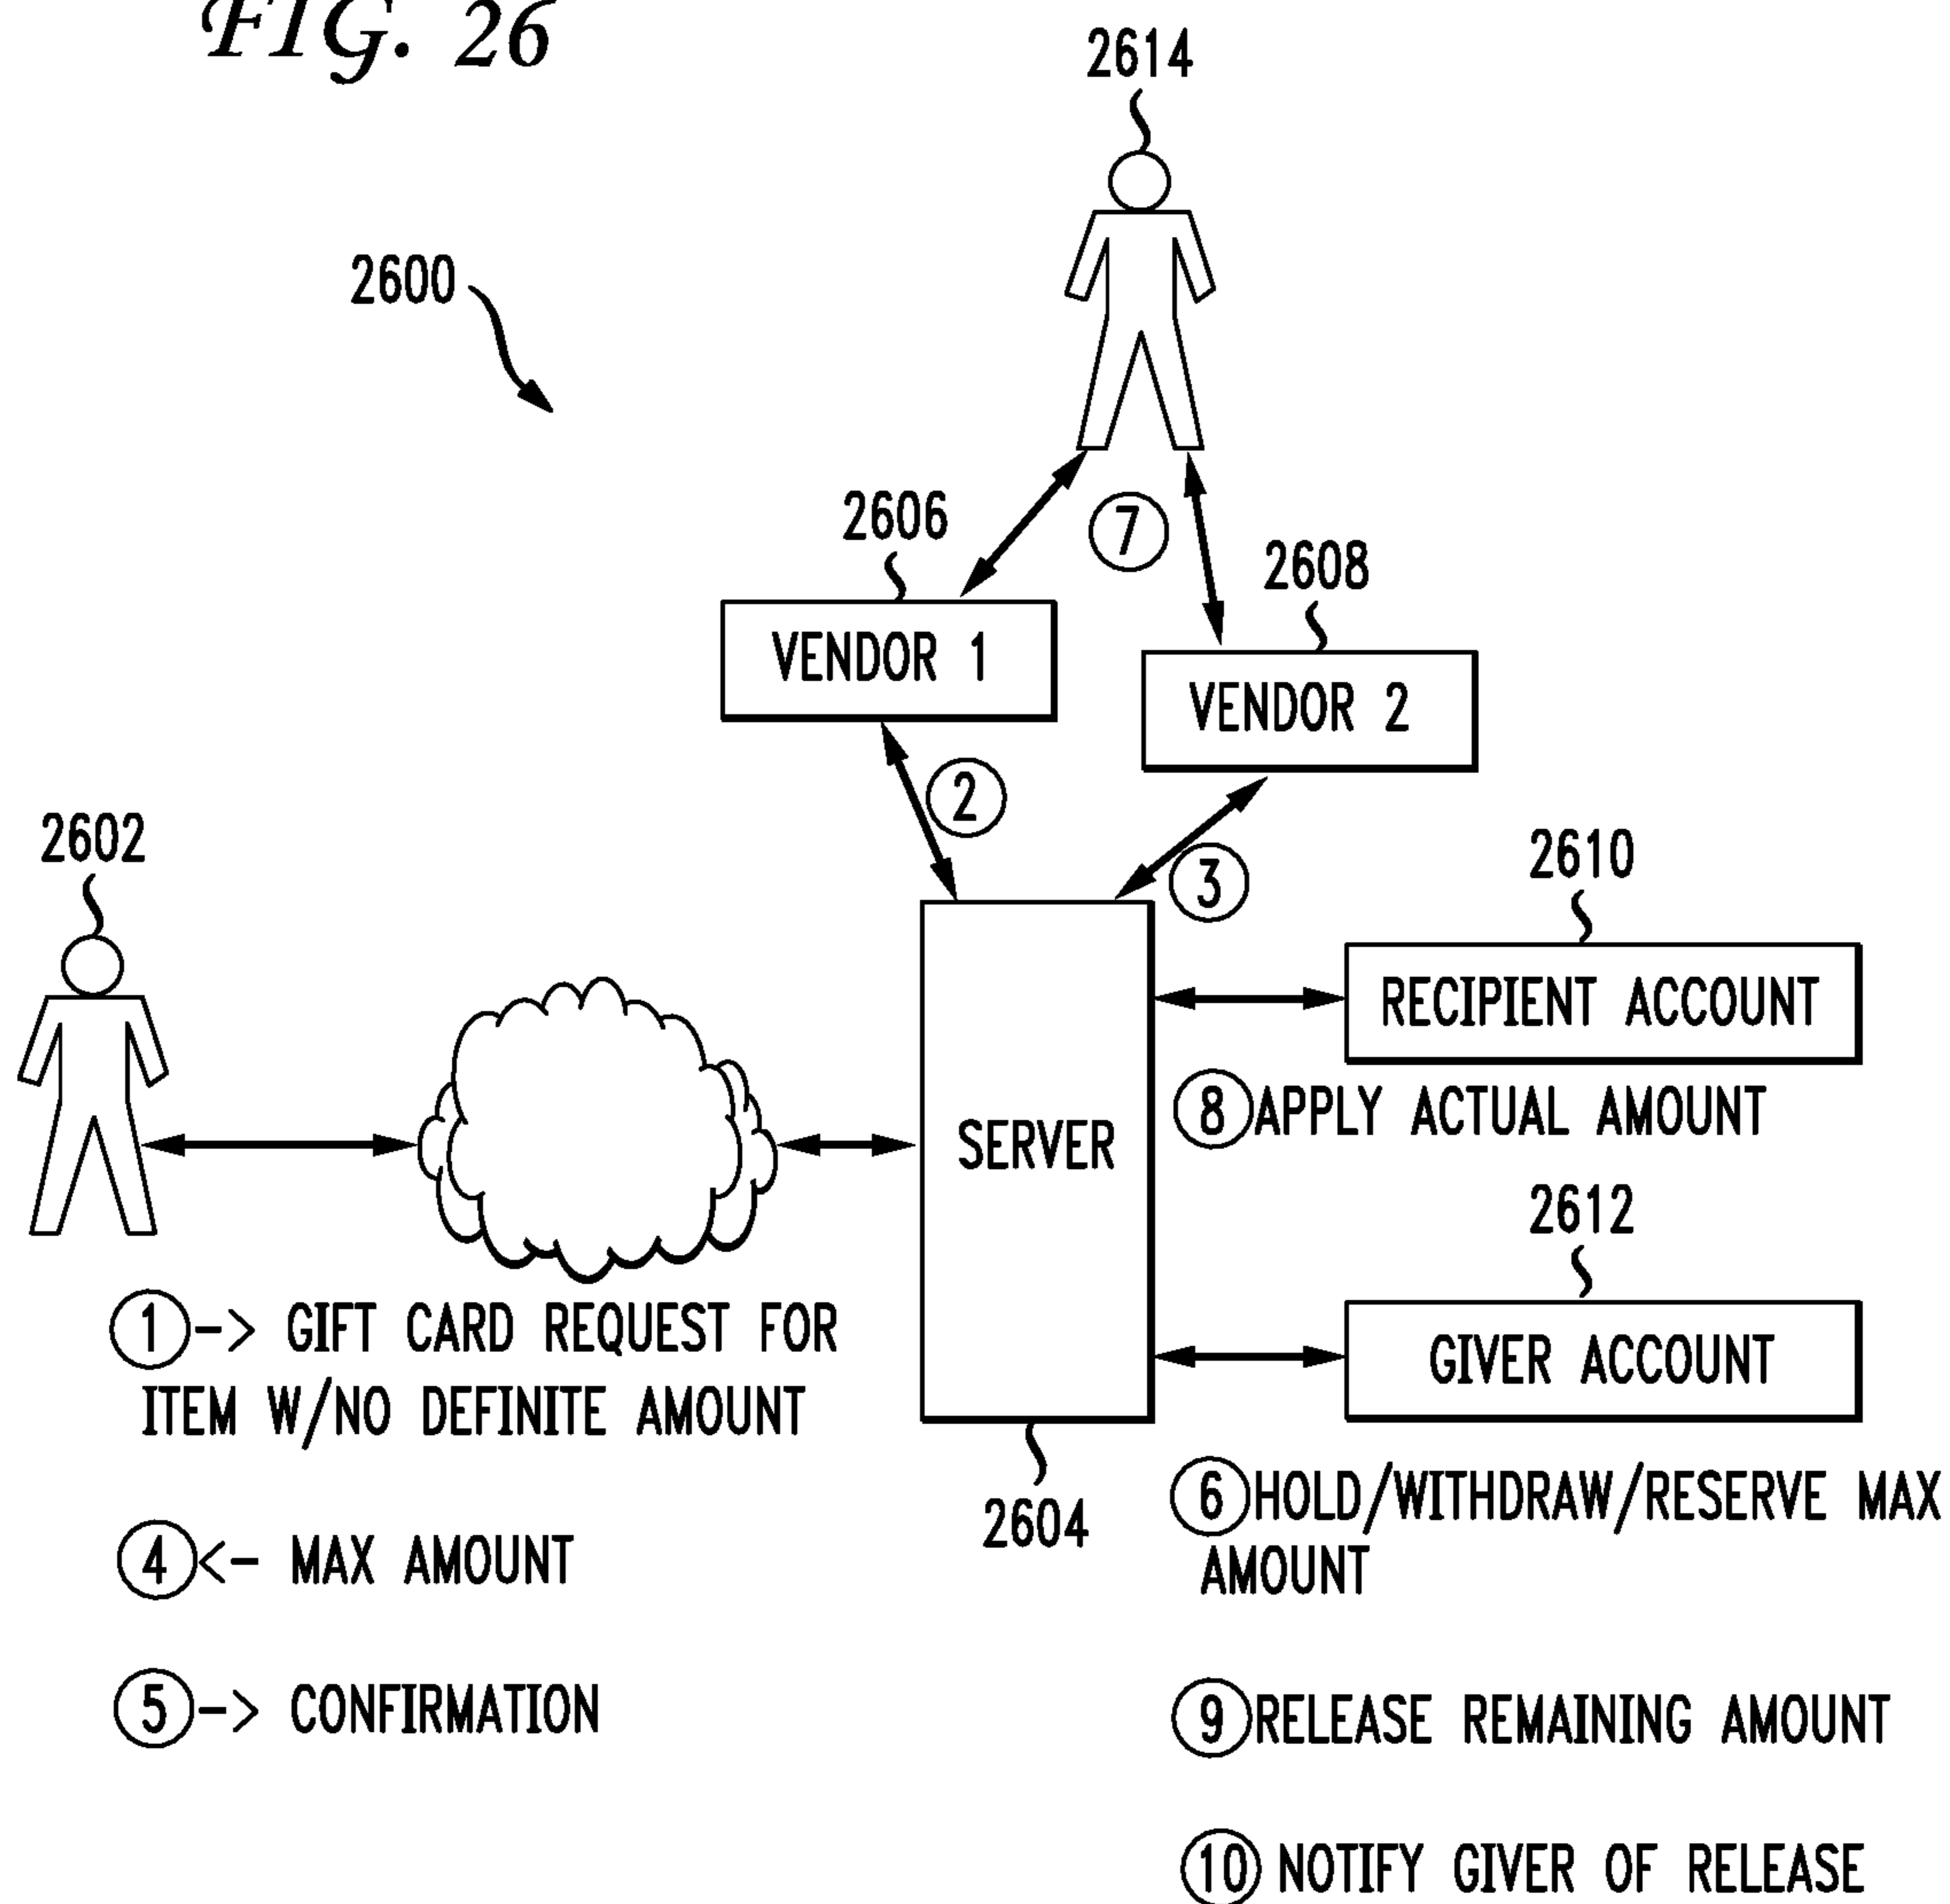 FIG. 26
2614
2600
2606
7
2608
VENDOR 1
VENDOR 2
2
2602
3
2610
RECIPIENT ACCOUNT
8 APPLY ACTUAL AMOUNT
SERVER
2612
1 -> GIFT CARD REQUEST FOR
ITEM W/NO DEFINITE AMOUNT
GIVER ACCOUNT
2604
6 HOLD/WITHDRAW/RESERVE MAX
AMOUNT
4 <- MAX AMOUNT
5 -> CONFIRMATION
9 RELEASE REMAINING AMOUNT
10 NOTIFY GIVER OF RELEASE